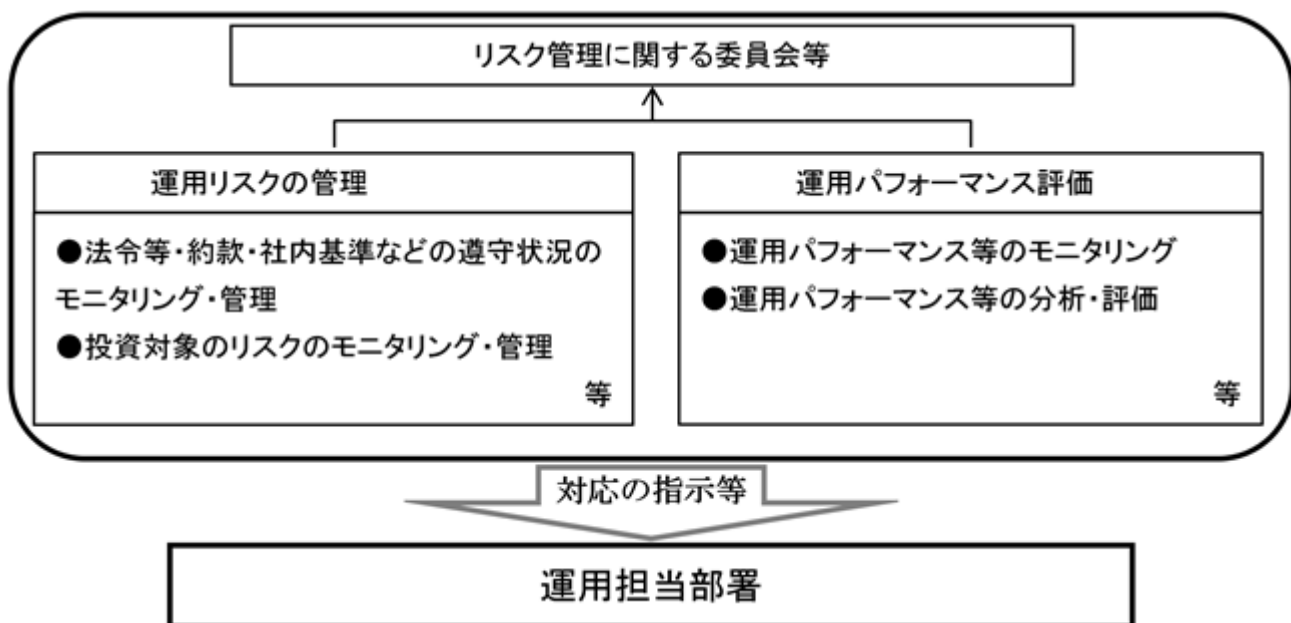 リスク管理に関する委員会等
運用リスクの管理
●法令等・約款・社内基準などの遵守状況の
モニタリング・管理
●投資対象のリスクのモニタリング・管理
等
運用パフォーマンス評価
●運用パフォーマンス等のモニタリング
●運用パフォーマンス等の分析・評価
等
対応の指示等
運用担当部署